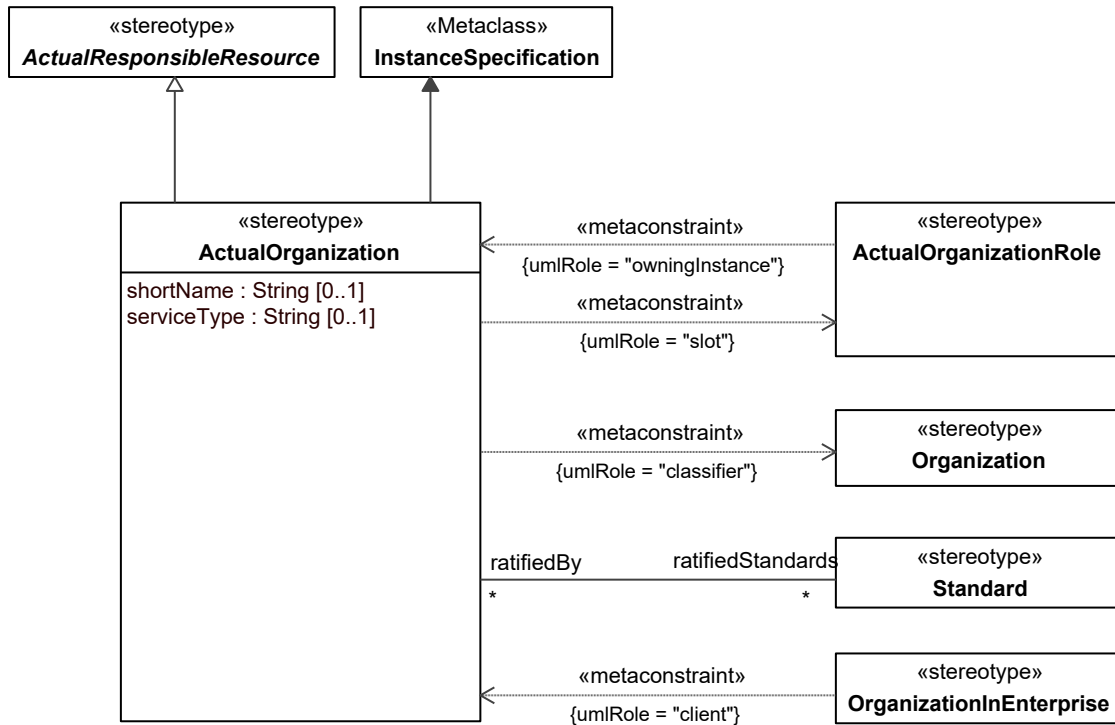 «stereotype»
ActualResponsibleResource
«Metaclass»
InstanceSpecification
«stereotype»
ActualOrganization
shortName : String [0..1]
serviceType : String [0..1]
«metaconstraint»
{umlRole = "owningInstance"}
«metaconstraint»
{umlRole = "slot"}
«stereotype»
ActualOrganizationRole
«metaconstraint»
{umlRole = "classifier"}
«stereotype»
Organization
ratifiedBy
*
ratifiedStandards
*
«stereotype»
Standard
«metaconstraint»
{umlRole = "client"}
«stereotype»
OrganizationInEnterprise